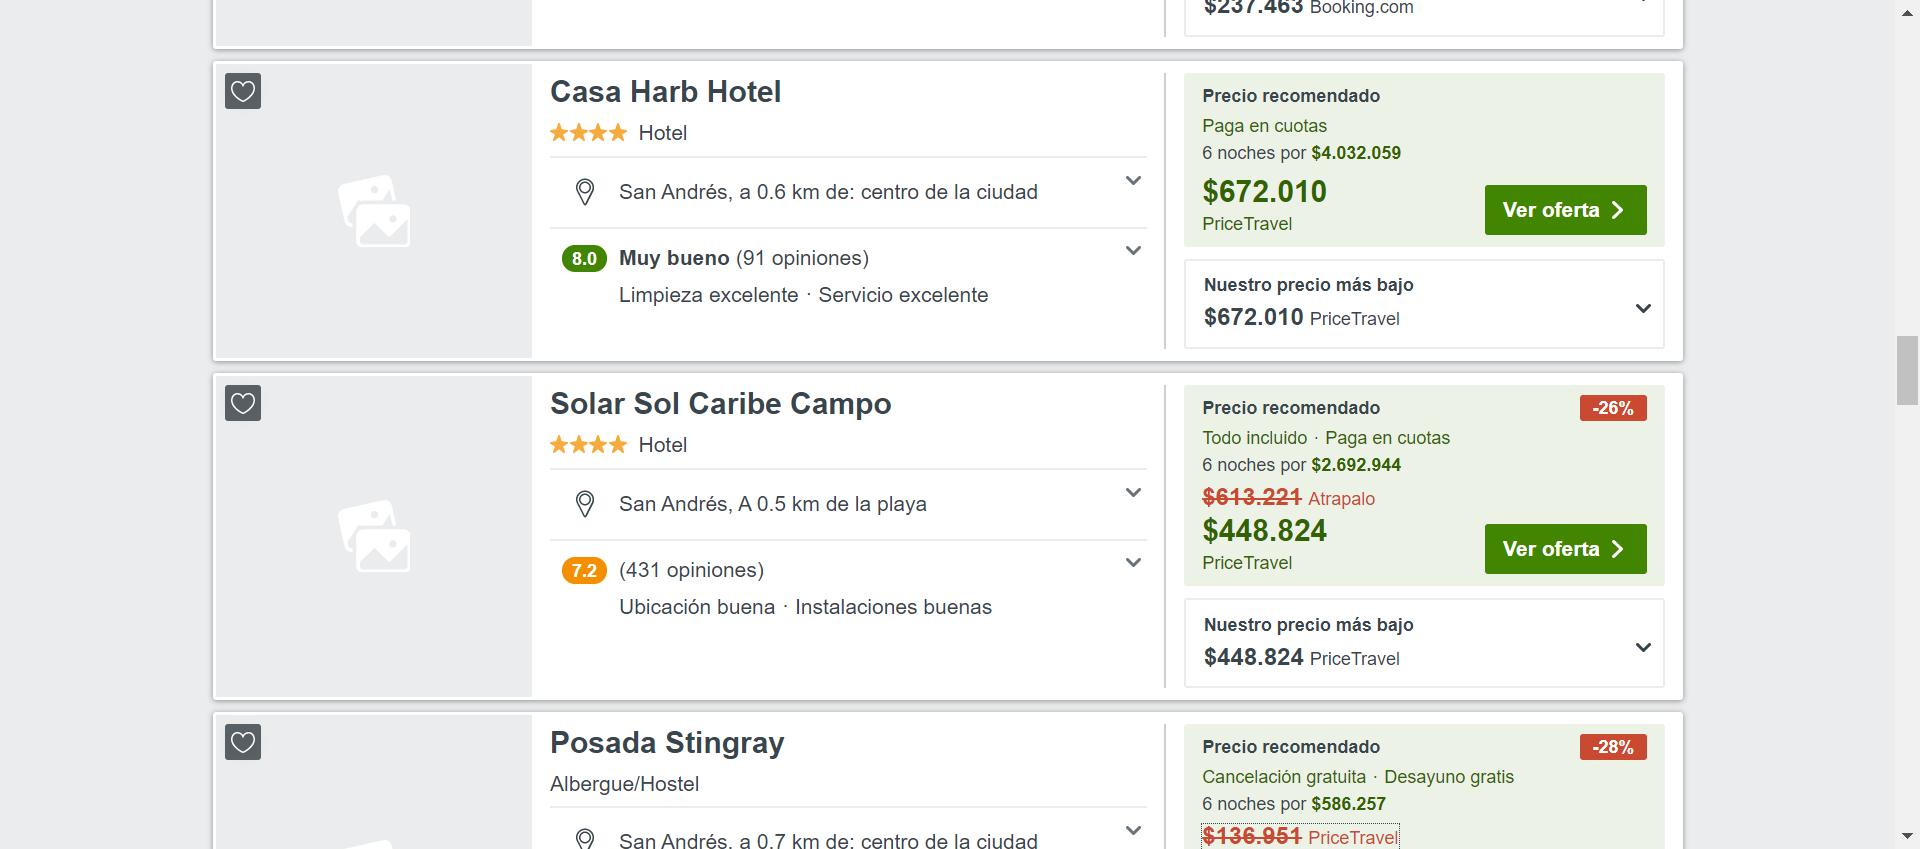 $237.463 Booking.com
Casa Harb Hotel
Hotel
San Andrés, a 0.6 km de: centro de la ciudad
8.0 Muy bueno (91 opiniones)
Limpieza excelente · Servicio excelente
Precio recomendado
Paga en cuotas
6 noches por $4.032.059
$672.010
PriceTravel
Ver oferta
Nuestro precio más bajo
$672.010 PriceTravel
Solar Sol Caribe Campo
Hotel
San Andrés, A 0.5 km de la playa
7.2 (431 opiniones)
Ubicación buena · Instalaciones buenas
Precio recomendado
-26%
Todo incluido · Paga en cuotas
6 noches por $2.692.944
$613.221 Atrapalo
$448.824
PriceTravel
Ver oferta
Nuestro precio más bajo
$448.824 PriceTravel
Posada Stingray
Albergue/Hostel
San Andrés, a 0.7 km de: centro de la ciudad
Precio recomendado
-28%
Cancelación gratuita · Desayuno gratis
6 noches por $586.257
$136.951 PriceTravel